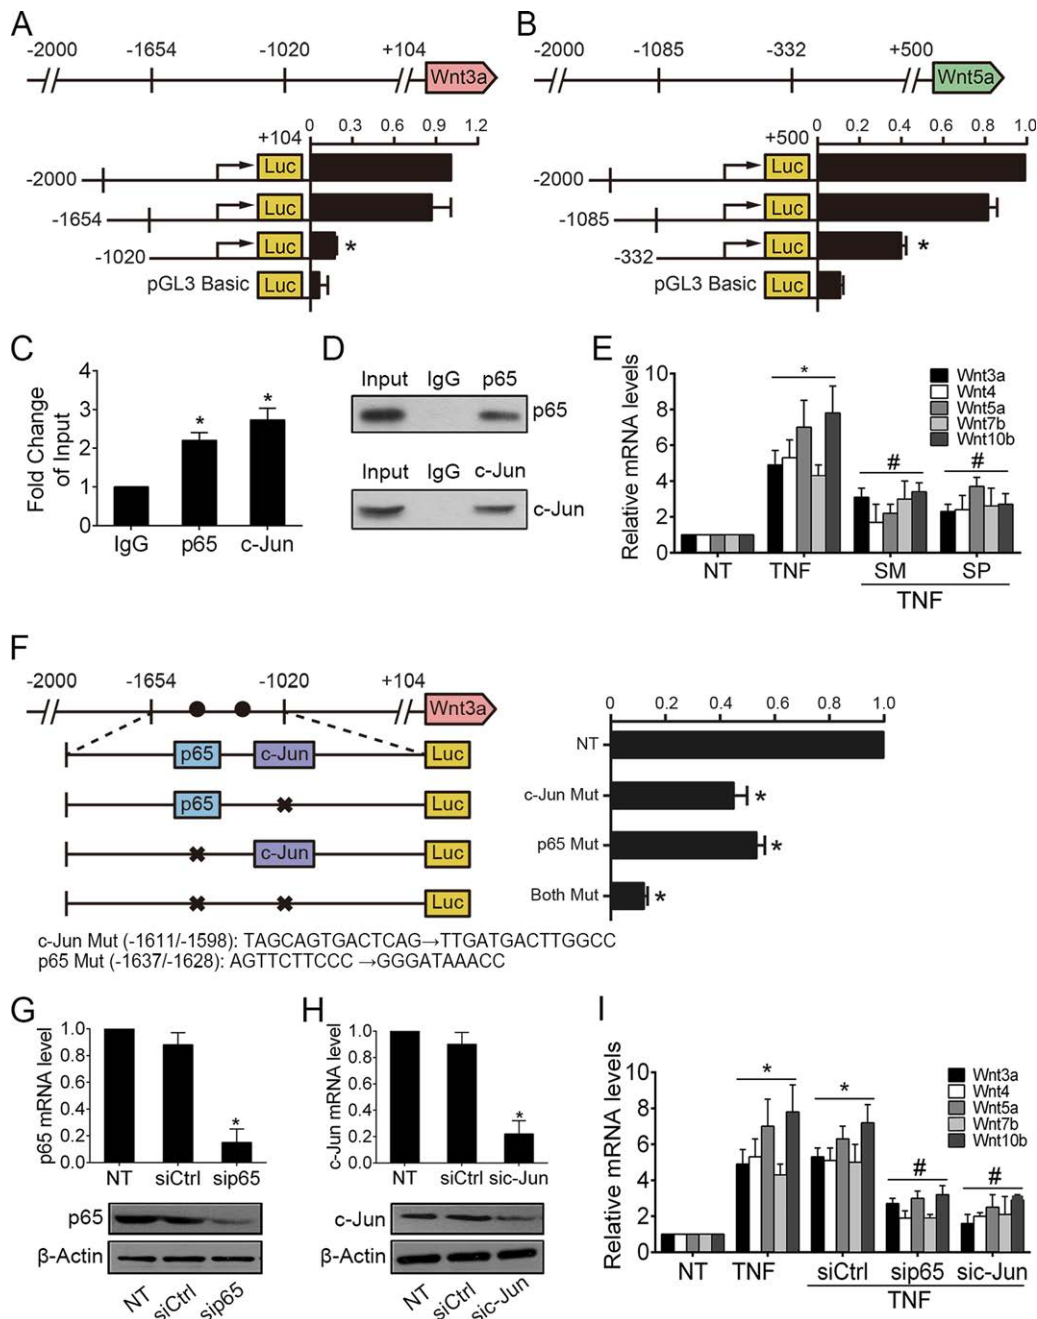 A
-2000 -1654 -1020 +104 Wnt3a
+104 0 0.3 0.6 0.9 1.2
-2000 Luc
-1654 Luc
-1020 Luc *
pGL3 Basic Luc
B
-2000 -1085 -332 +500 Wnt5a
+500 0 0.2 0.4 0.6 0.8 1.0
-2000 Luc
-1085 Luc
-332 Luc *
pGL3 Basic Luc
C
Fold Change
of Input
4
3
2
1
0
* *
IgG p65 c-Jun
D
Input IgG p65
p65
Input IgG c-Jun
c-Jun
E
Relative mRNA levels
10
8
6
4
2
0
* # #
Wnt3a
Wnt4
Wnt5a
Wnt7b
Wnt10b
NT TNF SM SP
TNF
F
-2000 -1654 -1020 +104 Wnt3a
p65 c-Jun Luc
p65 Luc
c-Jun Luc
Luc
0 0.2 0.4 0.6 0.8 1.0
NT
c-Jun Mut *
p65 Mut *
Both Mut *
c-Jun Mut (-1611/-1598): TAGCAGTGACTCAG→TTGATGACTTGGCC
p65 Mut (-1637/-1628): AGTTCTTCCC →GGGATAAACC
G
p65 mRNA level
1.0
0.8
0.6
0.4
0.2
0.0
*
NT siCtrl sip65
p65
β-Actin
NT siCtrl sip65
H
c-Jun mRNA level
1.0
0.8
0.6
0.4
0.2
0.0
*
NT siCtrl sic-Jun
c-Jun
β-Actin
NT siCtrl sic-Jun
I
Relative mRNA levels
10
8
6
4
2
0
* * # #
Wnt3a
Wnt4
Wnt5a
Wnt7b
Wnt10b
NT TNF siCtrl sip65 sic-Jun
TNF